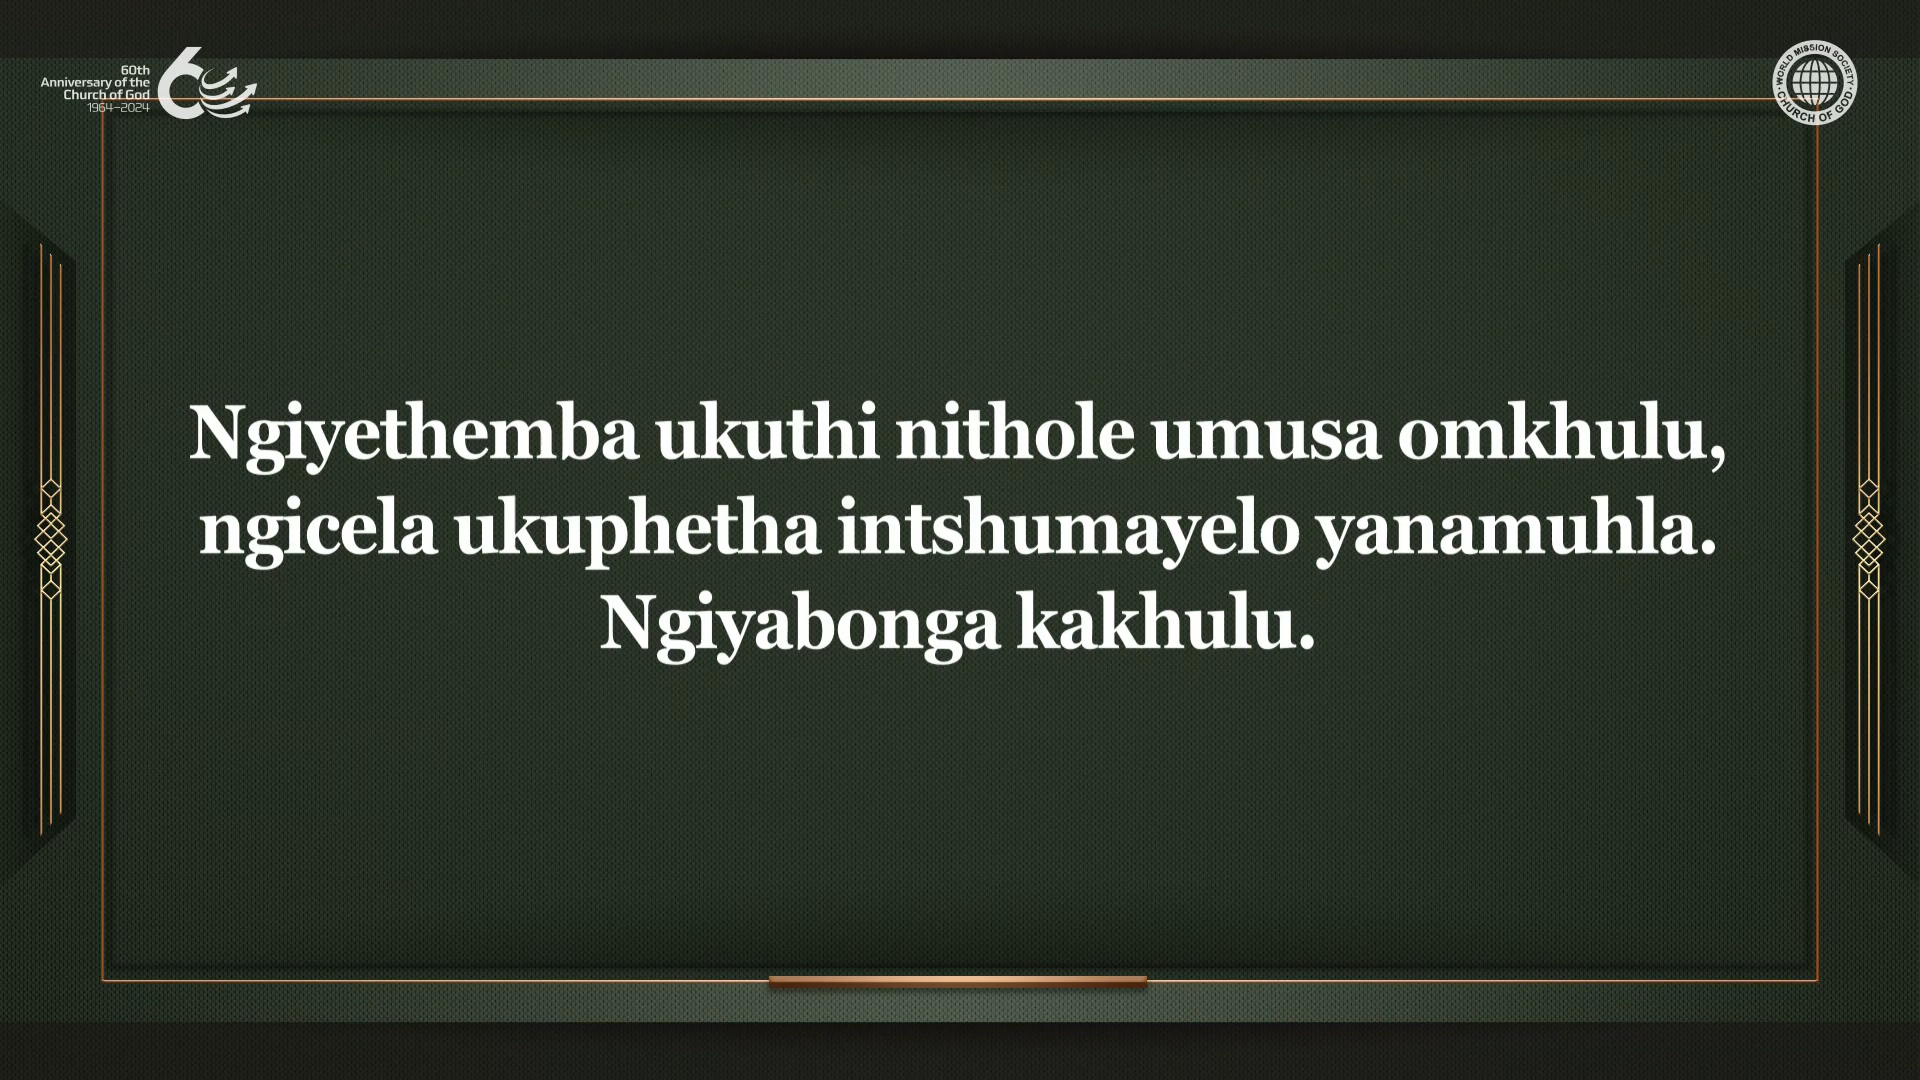 60th
Anniversary of the
Church of God
1964–2024
WORLD MISSION SOCIETY
CHURCH OF GOD
Ngiyethemba ukuthi nithole umusa omkhulu,
ngicela ukuphetha intshumayelo yanamuhla.
Ngiyabonga kakhulu.